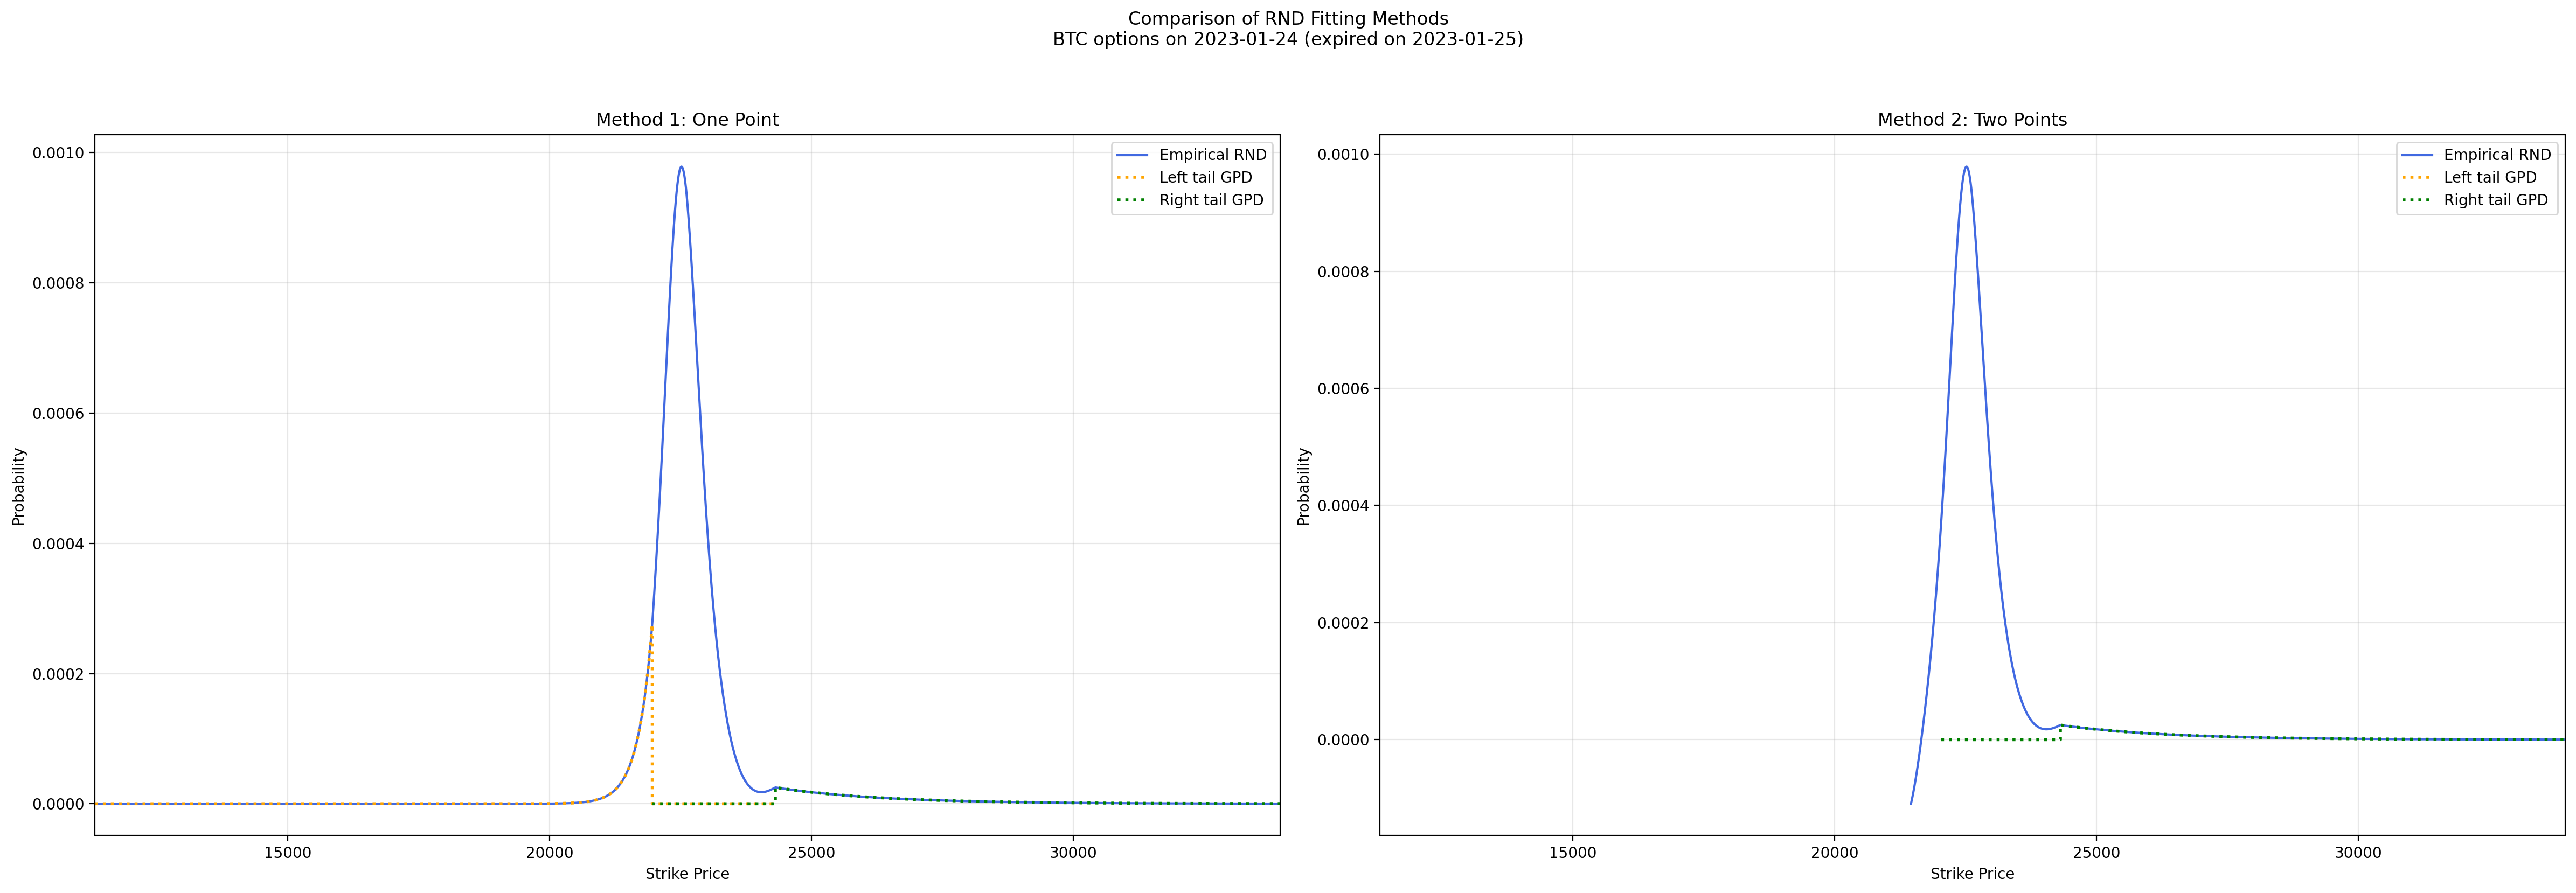 Comparison of RND Fitting Methods
BTC options on 2023-01-24 (expired on 2023-01-25)
Method 1: One Point
0.0010
0.0008
0.0006
0.0004
0.0002
0.0000
Probability
15000
20000
25000
30000
Strike Price
Empirical RND
Left tail GPD
Right tail GPD
Method 2: Two Points
0.0010
0.0008
0.0006
0.0004
0.0002
0.0000
Probability
15000
20000
25000
30000
Strike Price
Empirical RND
Left tail GPD
Right tail GPD